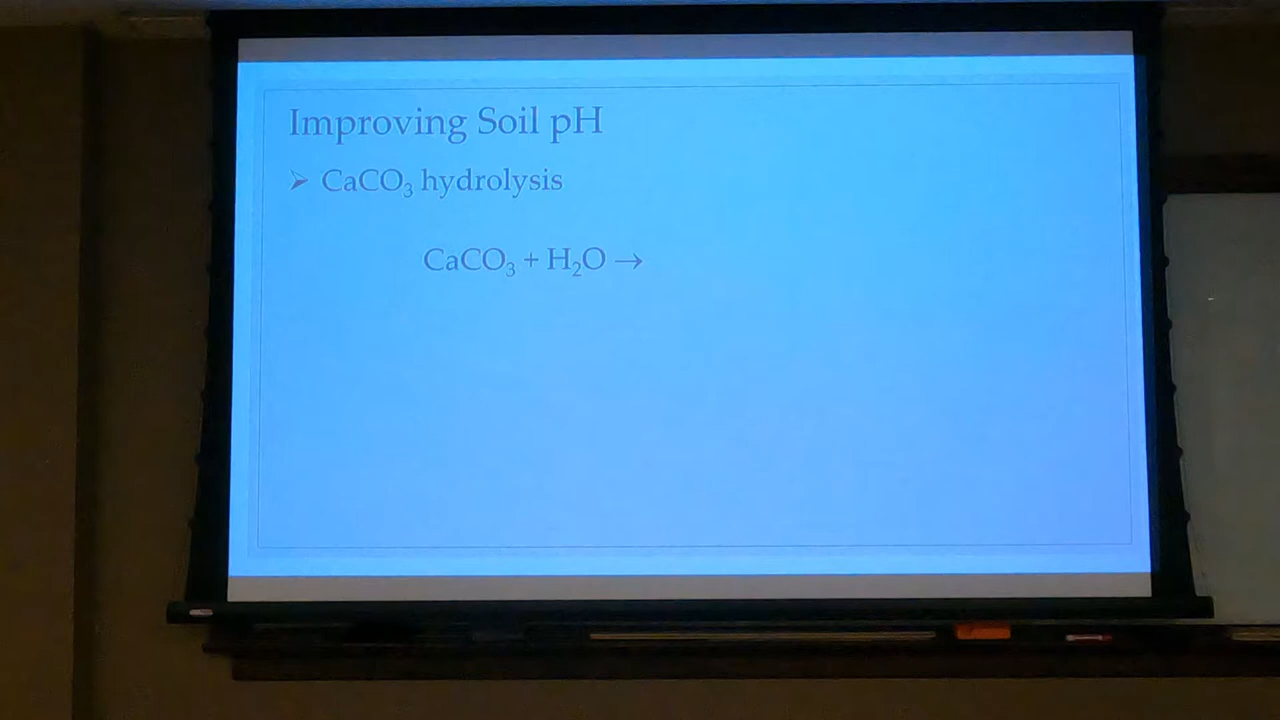 Improving Soil pH
➢ CaCO₃ hydrolysis
CaCO₃ + H₂O →